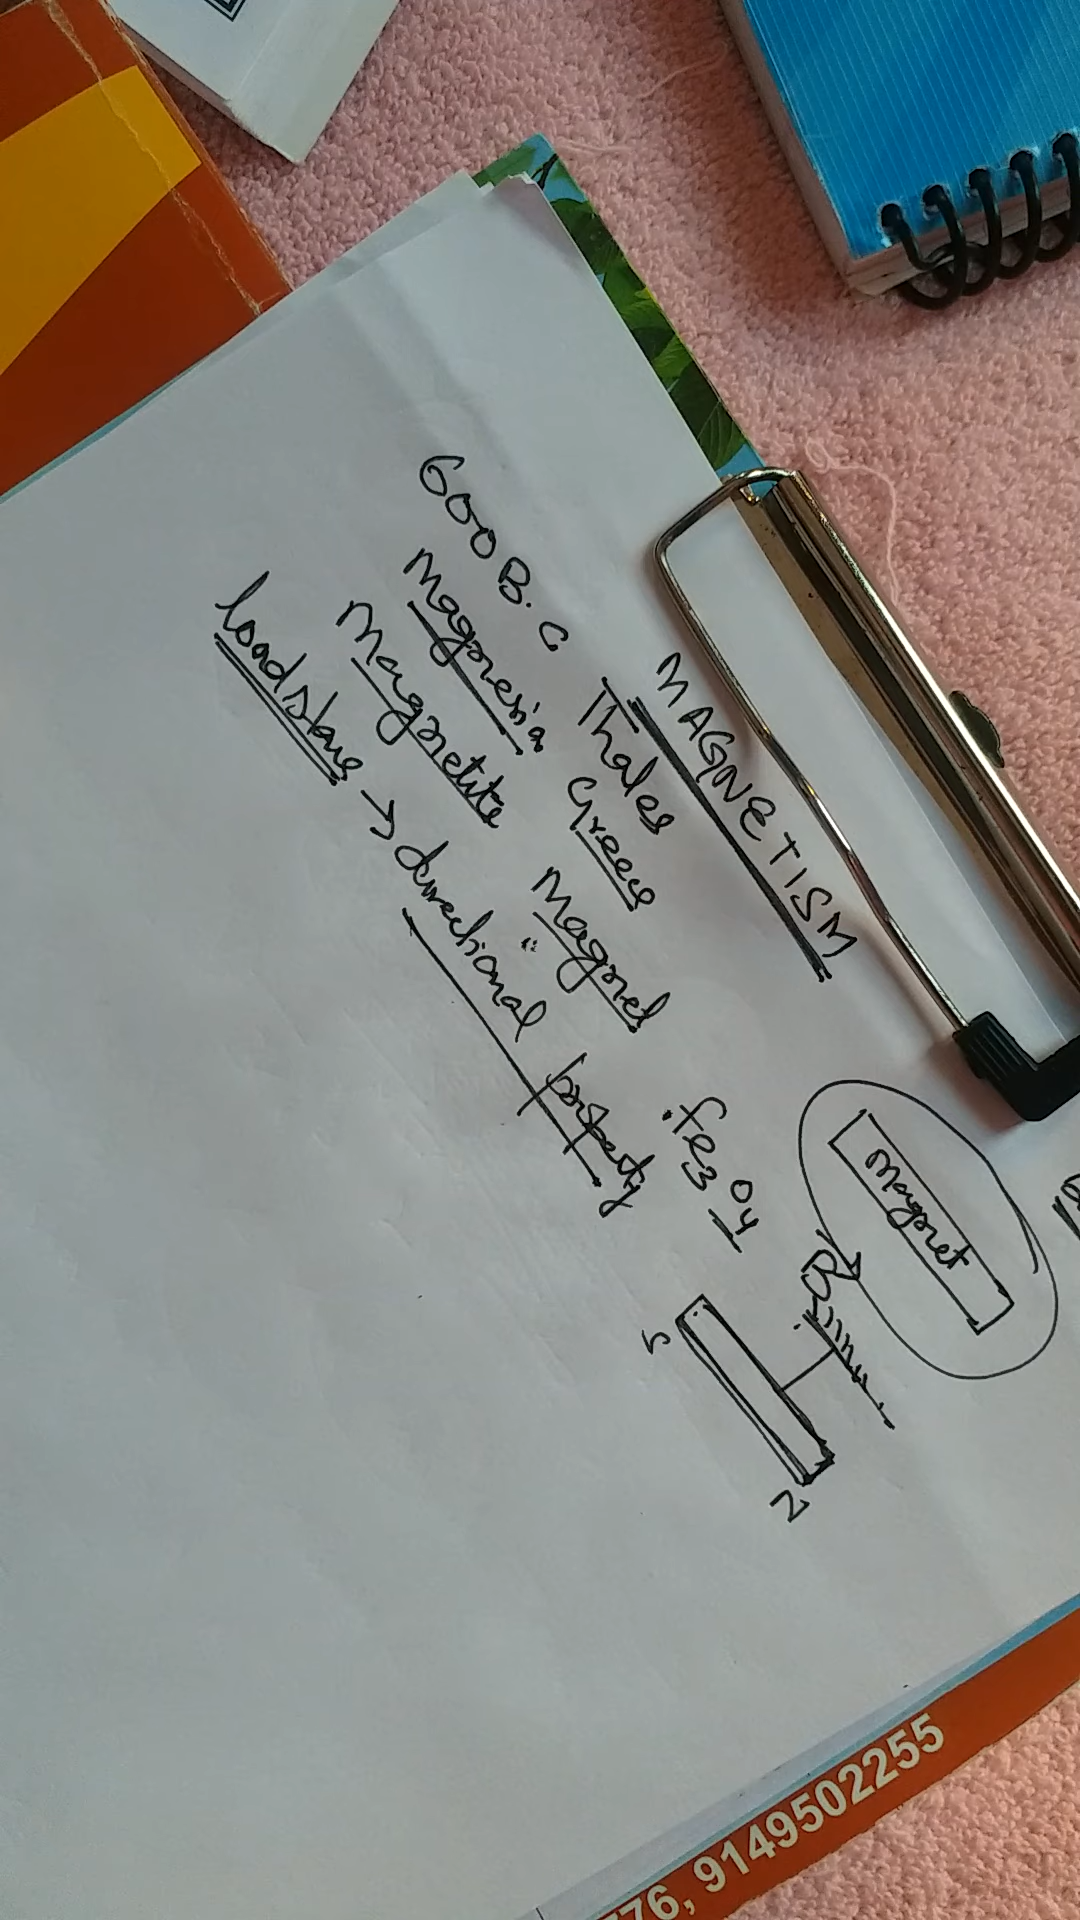 MAGNETISM
600 B.C Thales
Greece
Magnesia
Magnet
Magnetite
"
Fe3O4
loadstone → directional property
Magnet
B
S
N
76, 9149502255